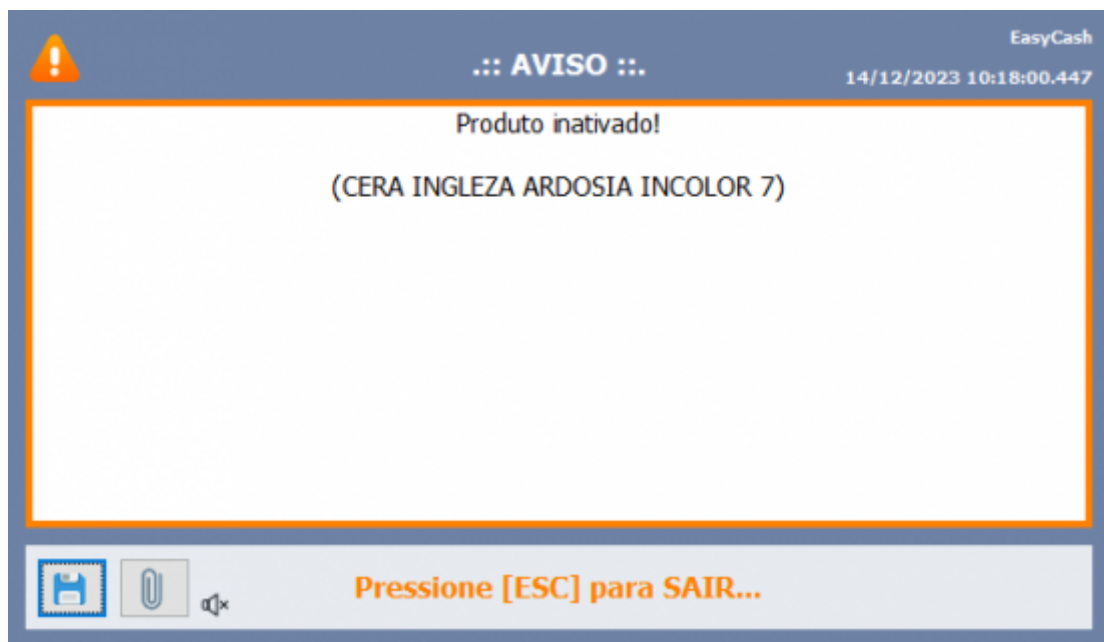 EasyCash
.:: AVISO ::.
14/12/2023 10:18:00.447
Produto inativado!
(CERA INGLEZA ARDOSIA INCOLOR 7)
Pressione [ESC] para SAIR...